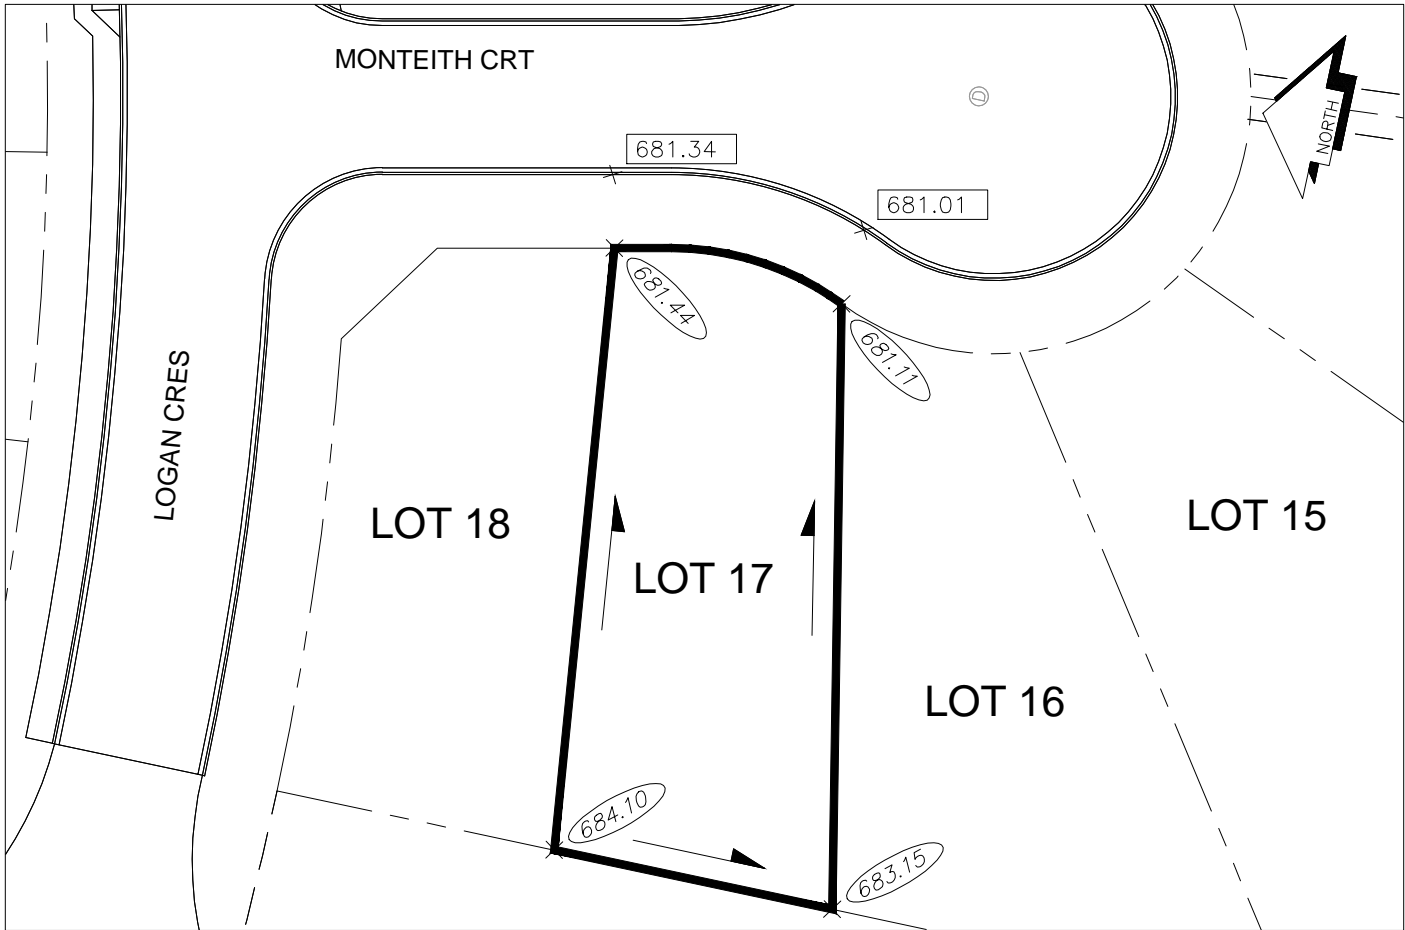 MONTEITH CRT
D
NORTH
681.34
681.01
681.44
681.11
LOGAN CRES
LOT 18
LOT 15
LOT 17
LOT 16
684.10
683.15